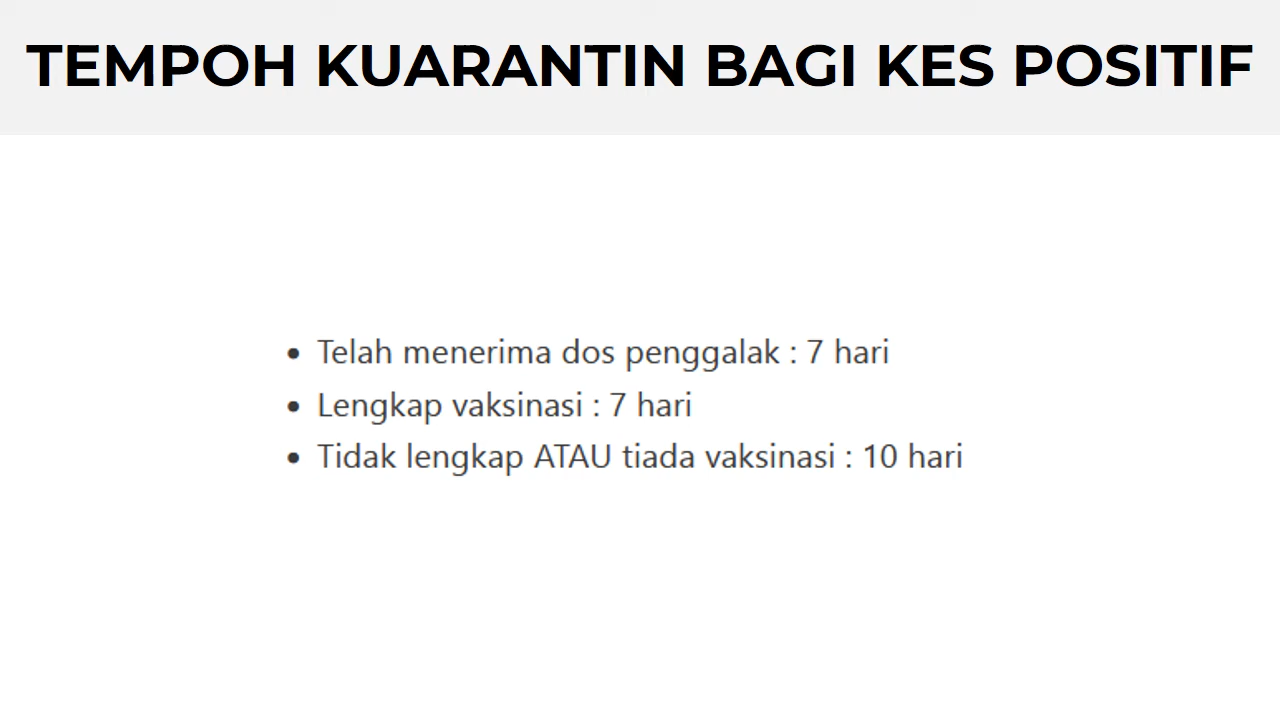 TEMPOH KUARANTIN BAGI KES POSITIF
• Telah menerima dos penggalak : 7 hari
• Lengkap vaksinasi : 7 hari
• Tidak lengkap ATAU tiada vaksinasi : 10 hari